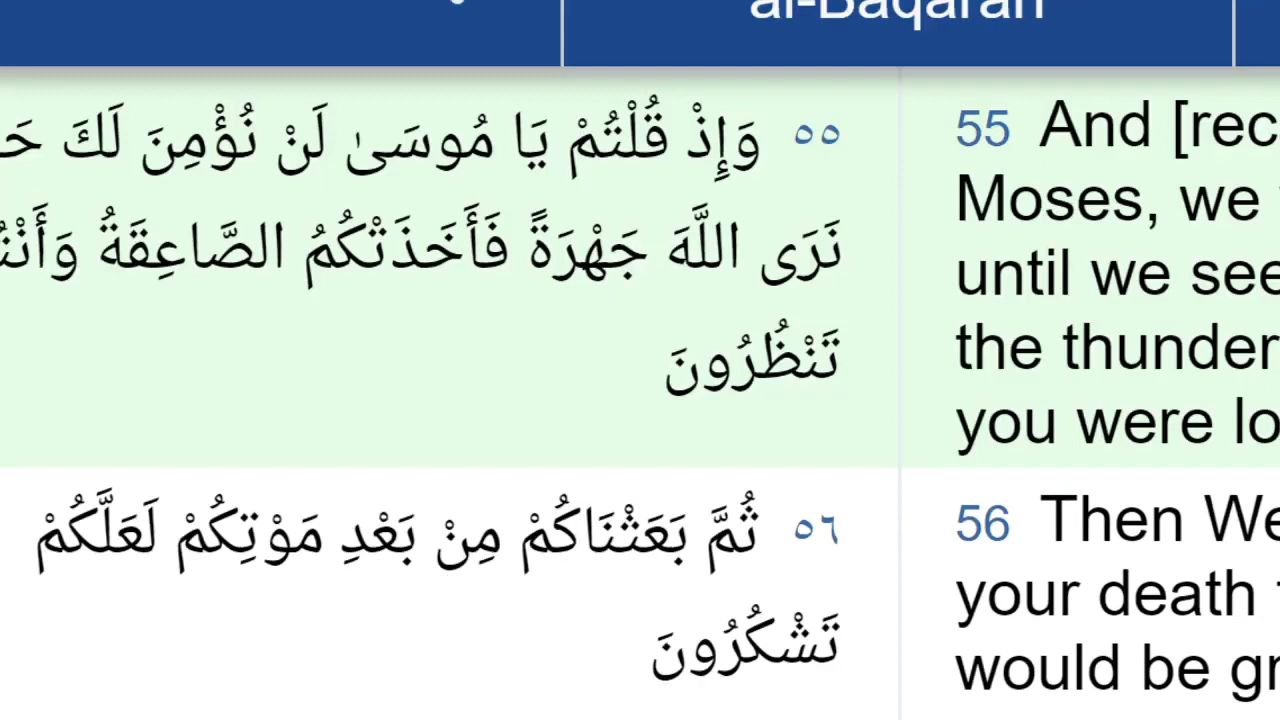 al-Baqarah
٥٥ وَإِذْ قُلْتُمْ يَا مُوسَىٰ لَنْ نُؤْمِنَ لَكَ
نَرَى اللَّهَ جَهْرَةً فَأَخَذَتْكُمُ الصَّاعِقَةُ
تَنْظُرُونَ
55 And [rec
Moses, we
until we see
the thunder
you were lo
٥٦ ثُمَّ بَعَثْنَاكُمْ مِنْ بَعْدِ مَوْتِكُمْ لَعَلَّكُمْ
تَشْكُرُونَ
56 Then We
your death
would be gr